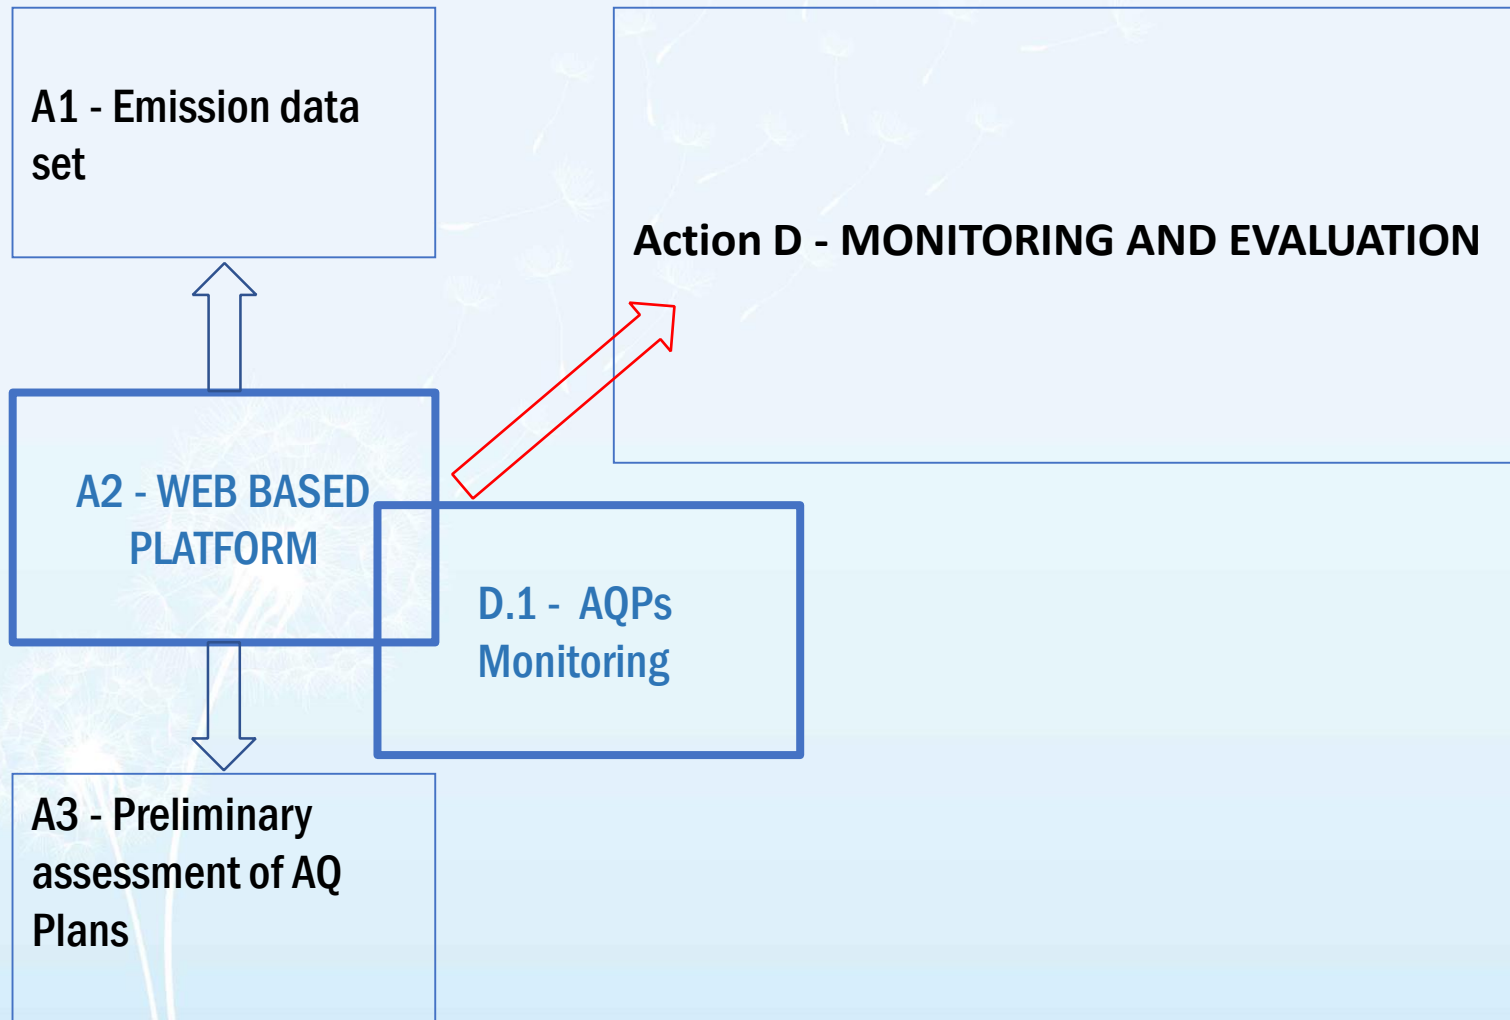 A1 - Emission data
set
Action D - MONITORING AND EVALUATION
A2 - WEB BASED
PLATFORM
D.1 -  AQPs
Monitoring
A3 - Preliminary
assessment of AQ
Plans